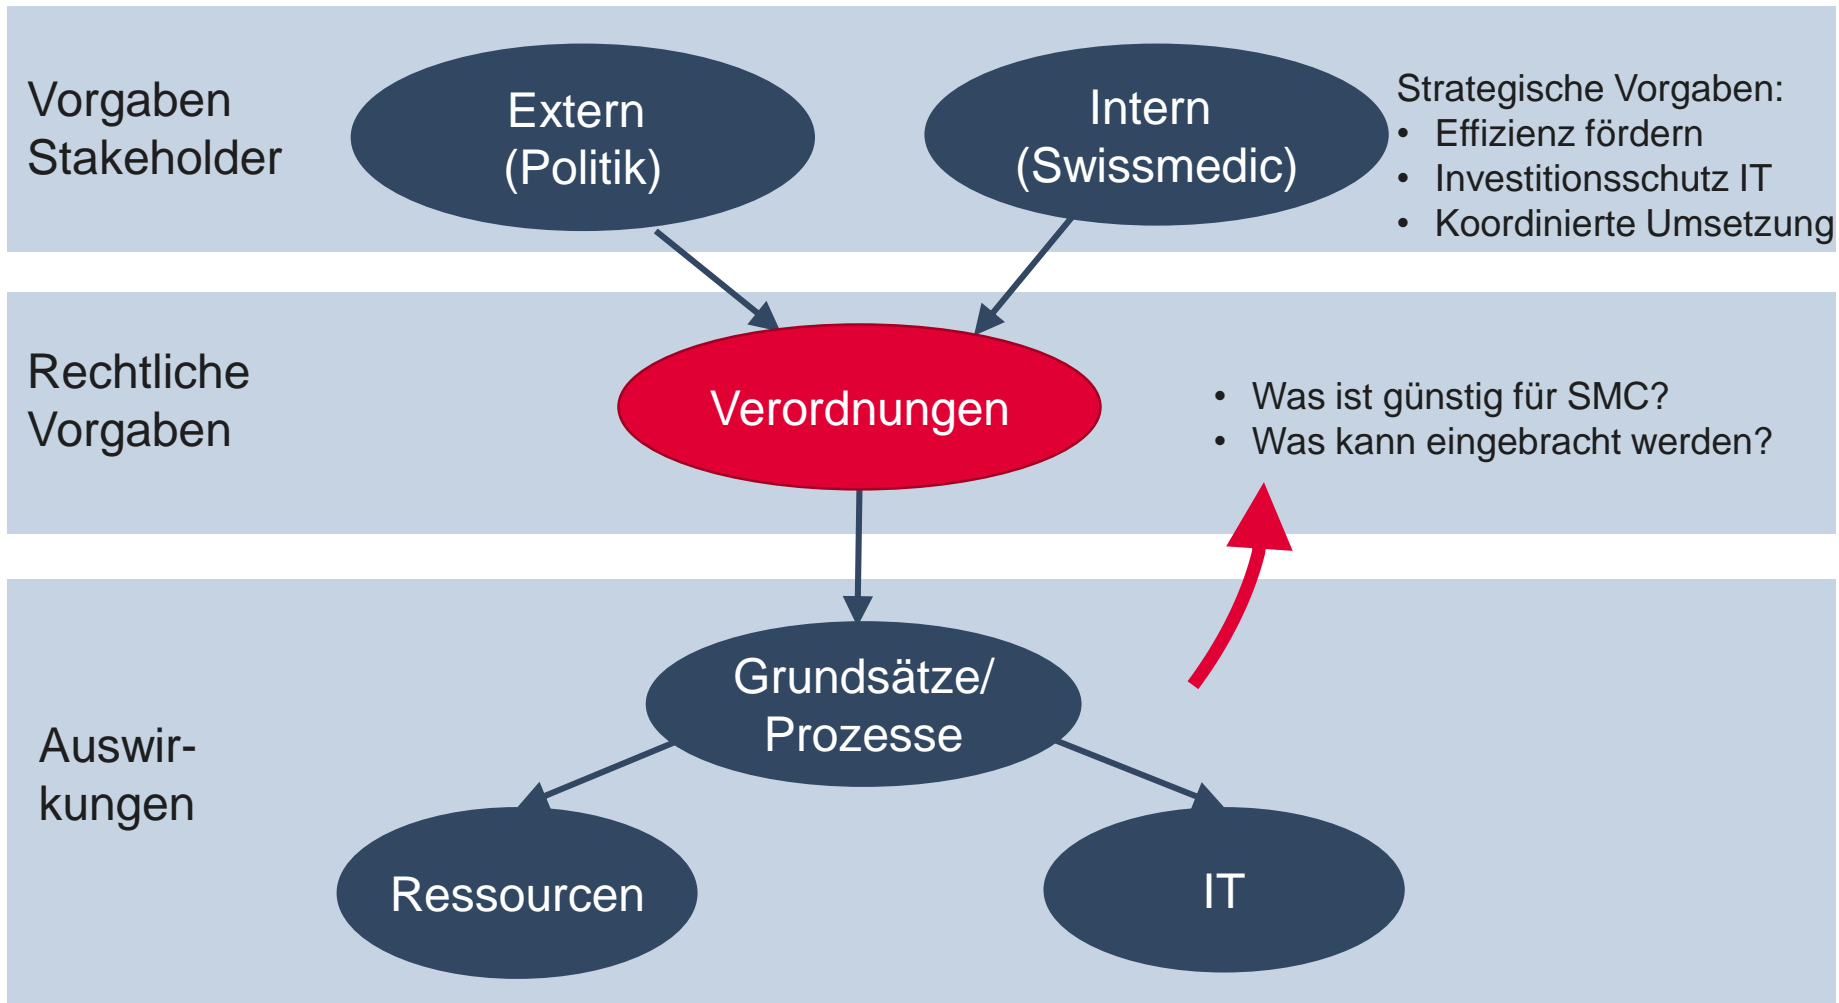 Vorgaben
Stakeholder
Extern
(Politik)
Intern
(Swissmedic)
Strategische Vorgaben:
• Effizienz fördern
• Investitionsschutz IT
• Koordinierte Umsetzung
Rechtliche
Vorgaben
Verordnungen
• Was ist günstig für SMC?
• Was kann eingebracht werden?
Auswir-
kungen
Grundsätze/
Prozesse
Ressourcen
IT